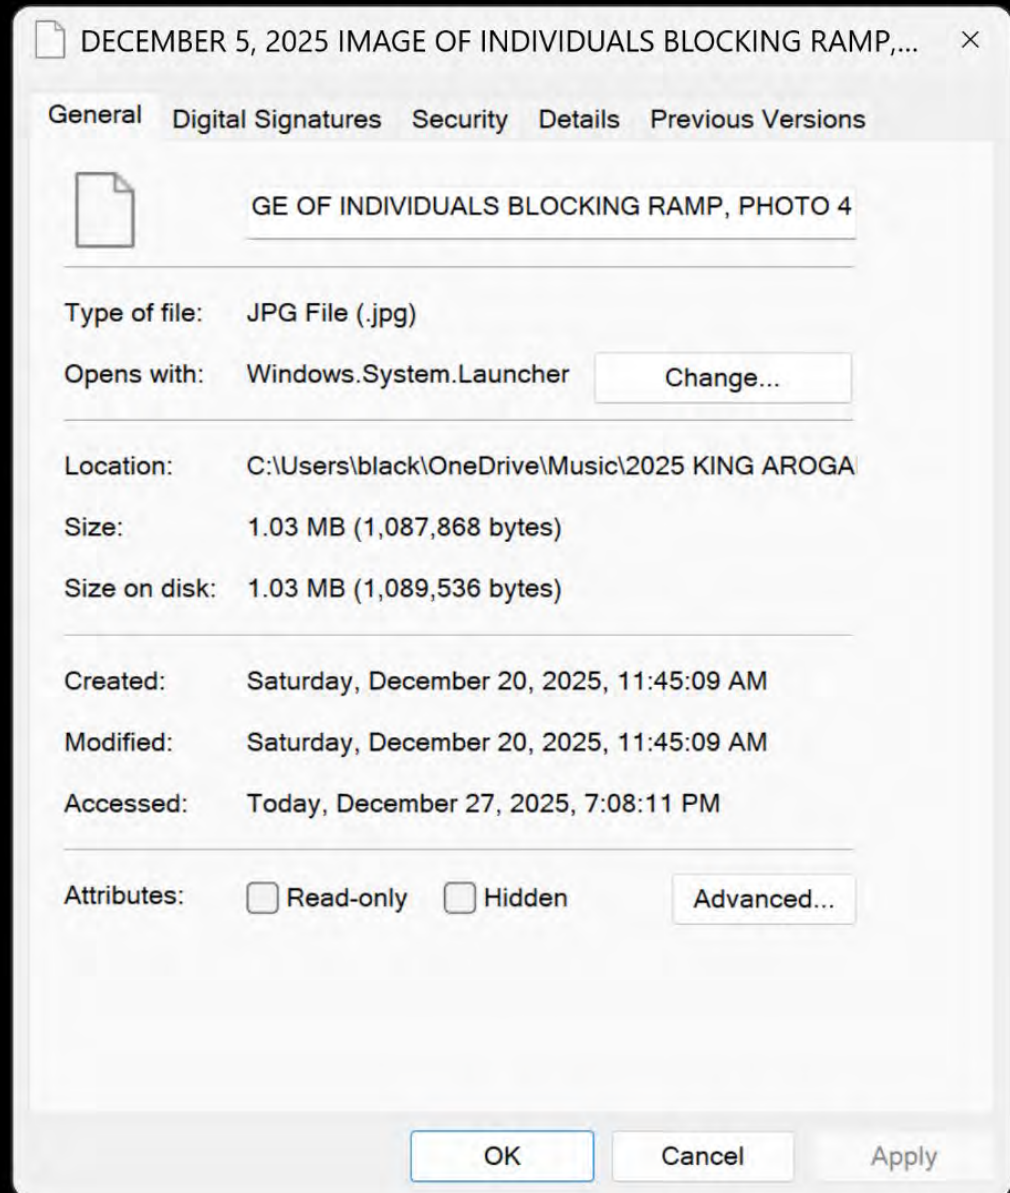 DECEMBER 5, 2025 IMAGE OF INDIVIDUALS BLOCKING RAMP,...
General Digital Signatures Security Details Previous Versions
GE OF INDIVIDUALS BLOCKING RAMP, PHOTO 4
Type of file: JPG File (.jpg)
Opens with: Windows.System.Launcher Change...
Location: C:\Users\black\OneDrive\Music\2025 KING AROGA
Size: 1.03 MB (1,087,868 bytes)
Size on disk: 1.03 MB (1,089,536 bytes)
Created: Saturday, December 20, 2025, 11:45:09 AM
Modified: Saturday, December 20, 2025, 11:45:09 AM
Accessed: Today, December 27, 2025, 7:08:11 PM
Attributes: Read-only Hidden Advanced...
OK Cancel Apply